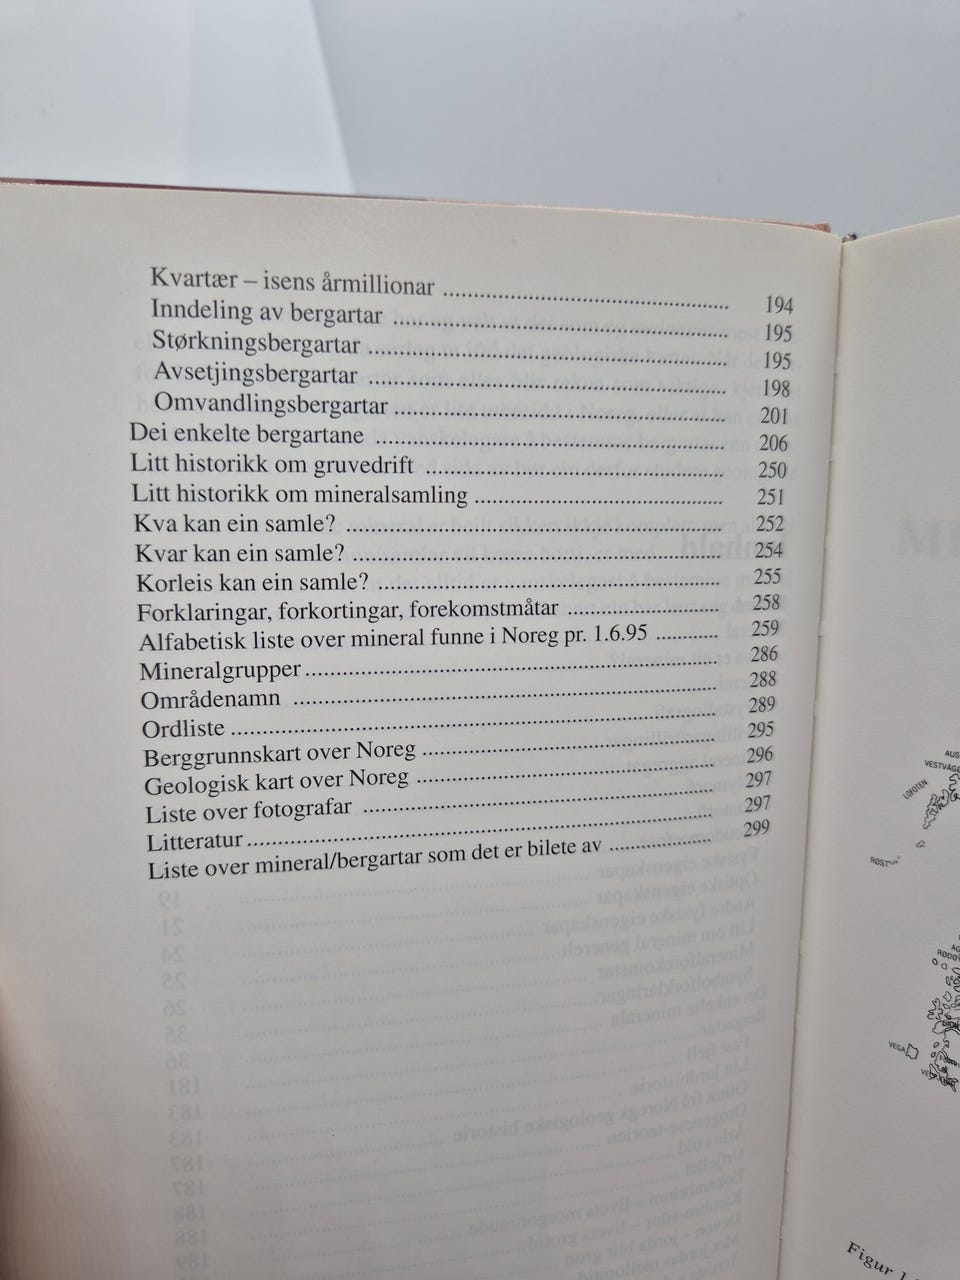 Kvartær – isens årmillionar ........ 194
Inndeling av bergartar ........ 195
Størkningsbergartar ........ 195
Avsetjingsbergartar ........ 198
Omvandlingsbergartar ........ 201
Dei enkelte bergartane ........ 206
Litt historikk om gruvedrift ........ 250
Litt historikk om mineralsamling ........ 251
Kva kan ein samle? ........ 252
Kvar kan ein samle? ........ 254
Korleis kan ein samle? ........ 255
Forklaringar, forkortingar, forekomstmåtar ........ 258
Alfabetisk liste over mineral funne i Noreg pr. 1.6.95 ........ 259
Mineralgrupper ........ 286
Områdenamn ........ 288
Ordliste ........ 289
Berggrunnskart over Noreg ........ 295
Geologisk kart over Noreg ........ 296
Liste over fotografar ........ 297
Litteratur ........ 297
Liste over mineral/bergartar som det er bilete av ........ 299
LOFOTEN
VEGA
Figur